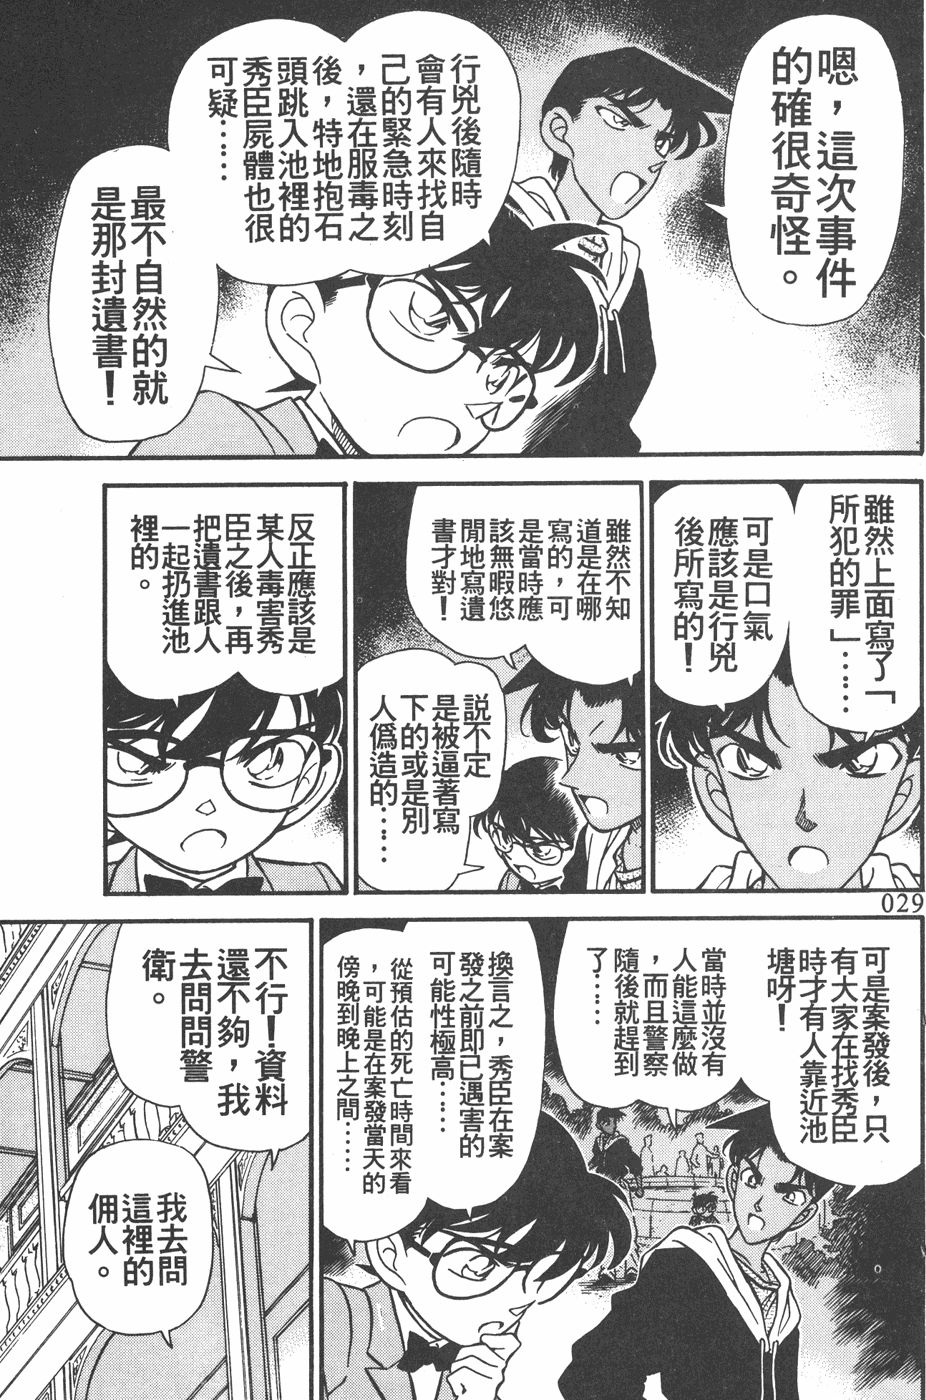 嗯，這次事件
的確很奇怪。
行兇後隨時
會有人來找自
己的緊急時刻
，還在服毒之
後，特地抱石
頭跳入池裡的
秀臣屍體也很
可疑……
最不自然的就
是那封遺書！
雖然上面寫了「
所犯的罪」……
可是口氣
應該是行兇
後所寫的！
雖然不知
道是在哪
寫的，可
是當時應
該無暇悠
閒地寫遺
書才對！
說不定
是被逼著寫
下的或是別
人偽造的……
反正應該是
某人毒害秀
臣之後，再
把遺書跟人
一起扔進池
裡的。
029
可是案發後，只
有大家在找秀臣
時才有人靠近池
塘呀！
當時並沒有
人能這麼做
，而且警察
隨後就趕到
了……
換言之，秀臣在案
發之前即已遇害的
可能性極高……
從預估的死亡時間來看
，可能是在案發當天的
傍晚到晚上之間……
不行！資料
還不夠，我
去問問警
衛。
我去問
這裡的
佣人。